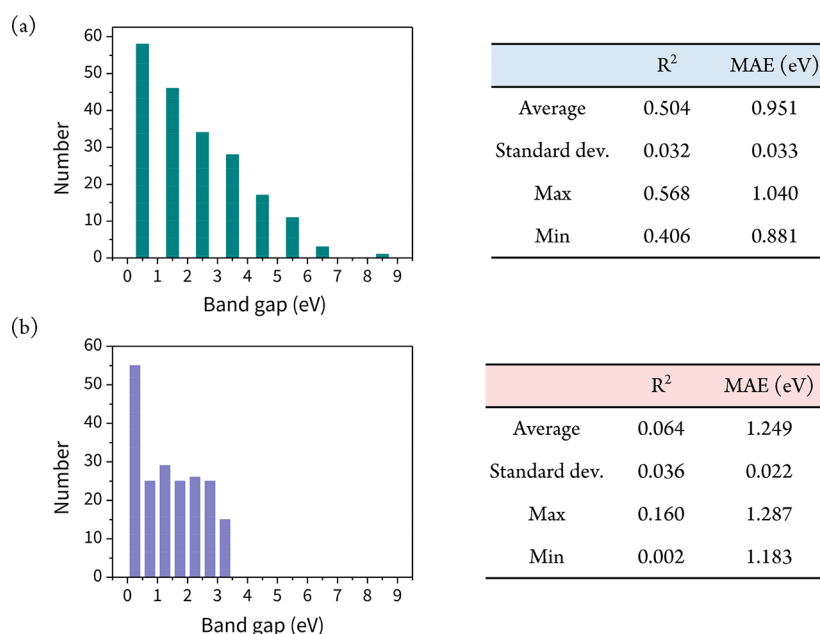 (a)
60
50
40
30
20
10
0
Number
0 1 2 3 4 5 6 7 8 9
Band gap (eV)
R² MAE (eV)
Average 0.504 0.951
Standard dev. 0.032 0.033
Max 0.568 1.040
Min 0.406 0.881
(b)
60
50
40
30
20
10
0
Number
0 1 2 3 4 5 6 7 8 9
Band gap (eV)
R² MAE (eV)
Average 0.064 1.249
Standard dev. 0.036 0.022
Max 0.160 1.287
Min 0.002 1.183